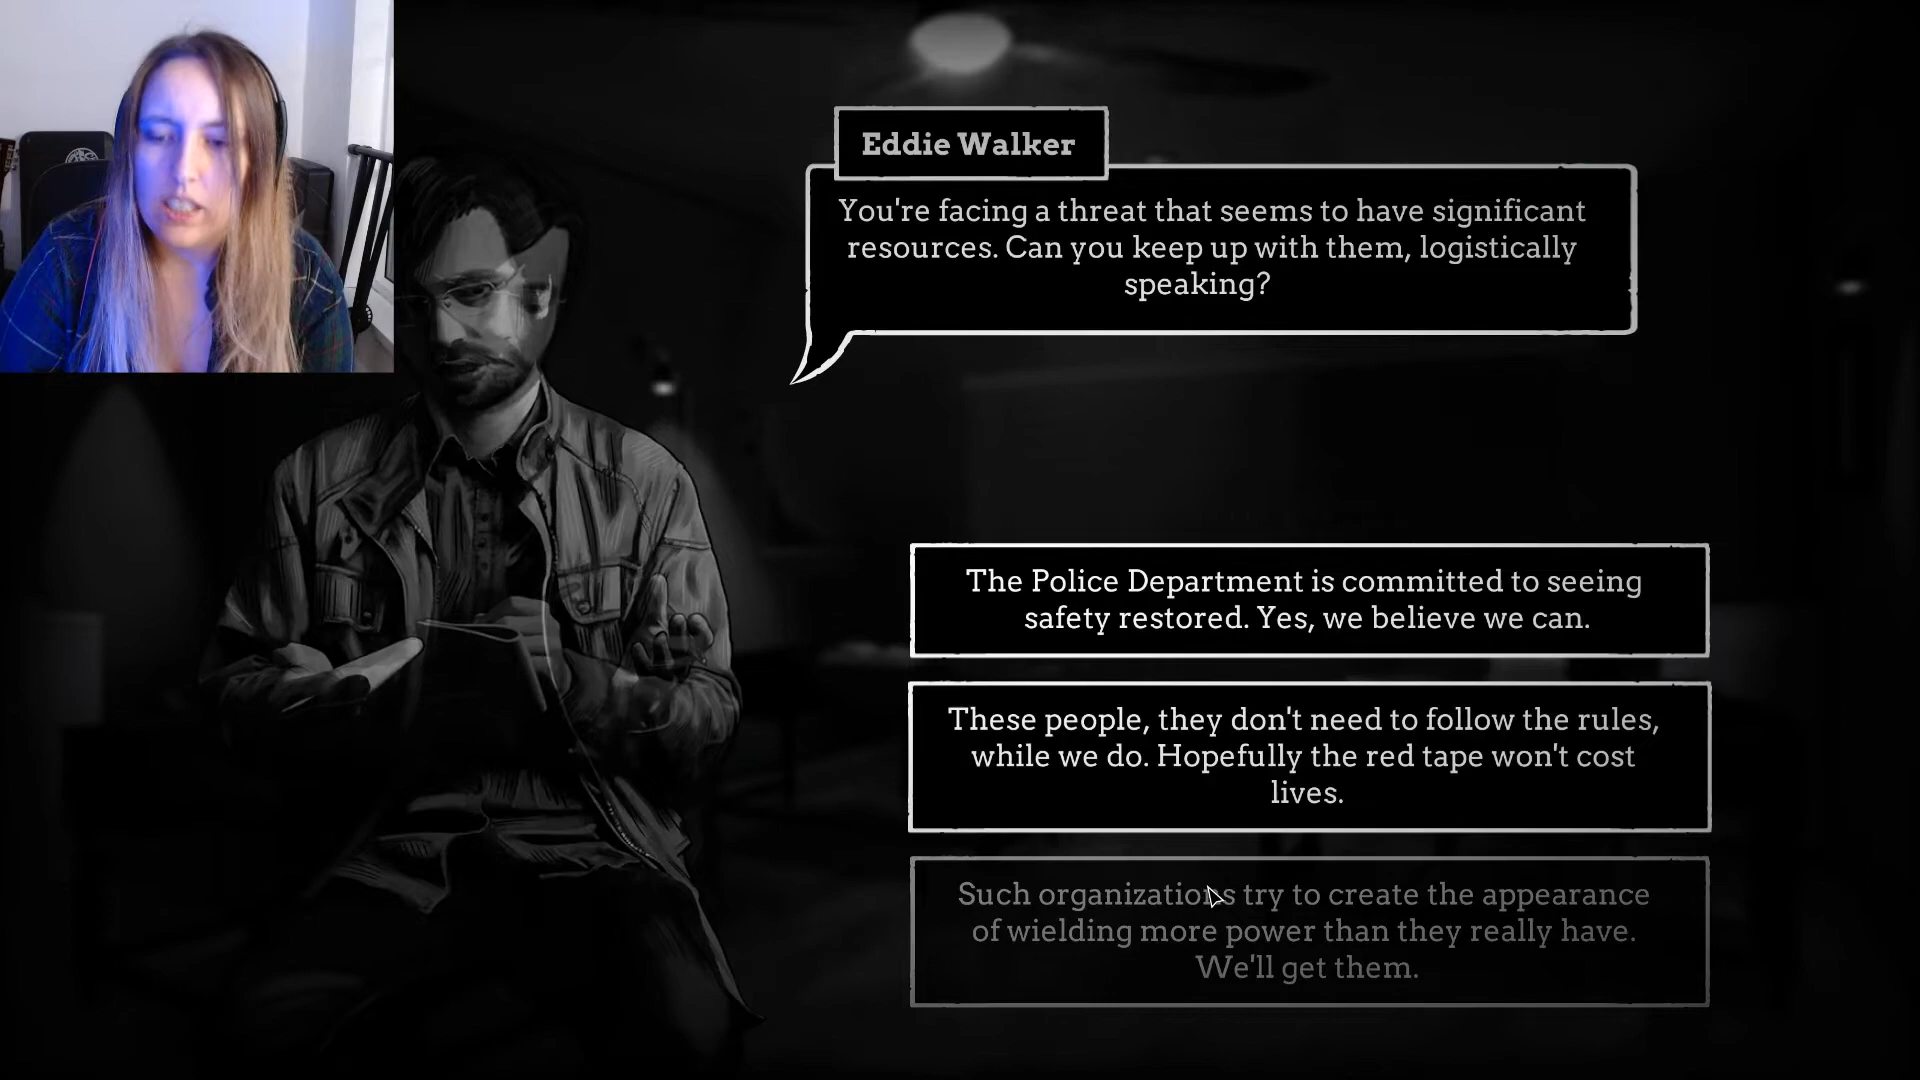 Eddie Walker
You're facing a threat that seems to have significant
resources. Can you keep up with them, logistically
speaking?
The Police Department is committed to seeing
safety restored. Yes, we believe we can.
These people, they don't need to follow the rules,
while we do. Hopefully the red tape won't cost
lives.
Such organizations try to create the appearance
of wielding more power than they really have.
We'll get them.